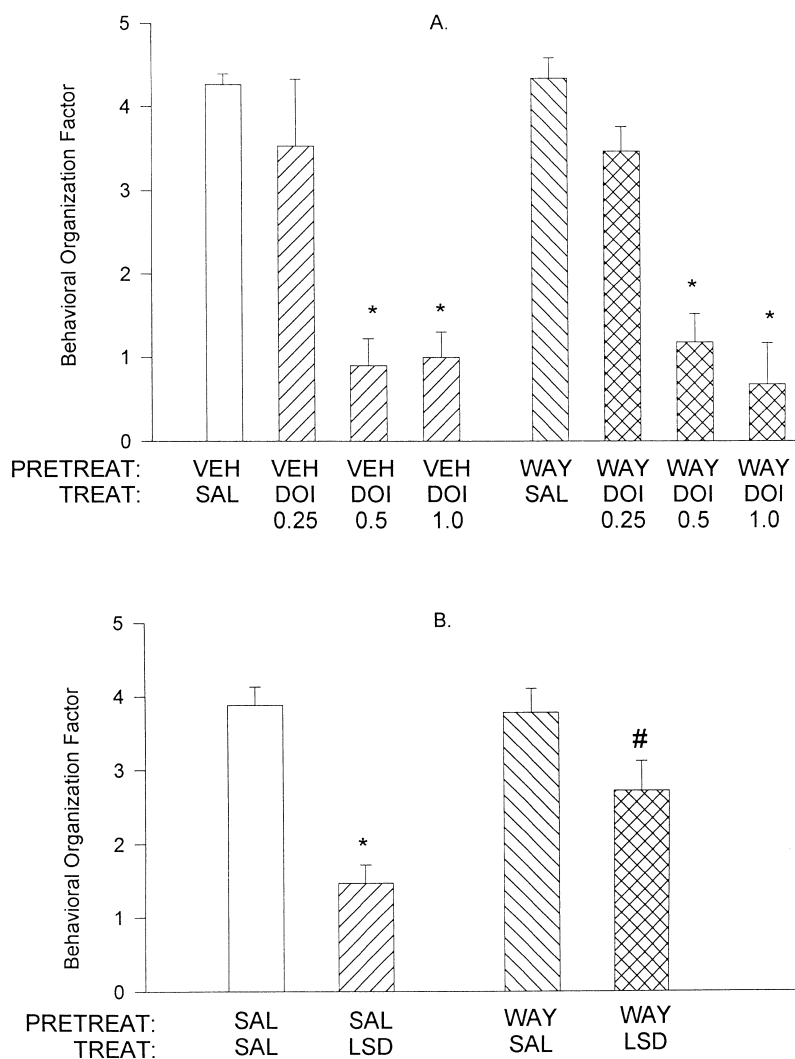 A.
Behavioral Organization Factor
5
4
3
2
1
0
PRETREAT: VEH VEH VEH VEH WAY WAY WAY WAY
TREAT: SAL DOI DOI DOI SAL DOI DOI DOI
0.25 0.5 1.0 0.25 0.5 1.0
* * * *
B.
Behavioral Organization Factor
5
4
3
2
1
0
* #
PRETREAT: SAL SAL WAY WAY
TREAT: SAL LSD SAL LSD